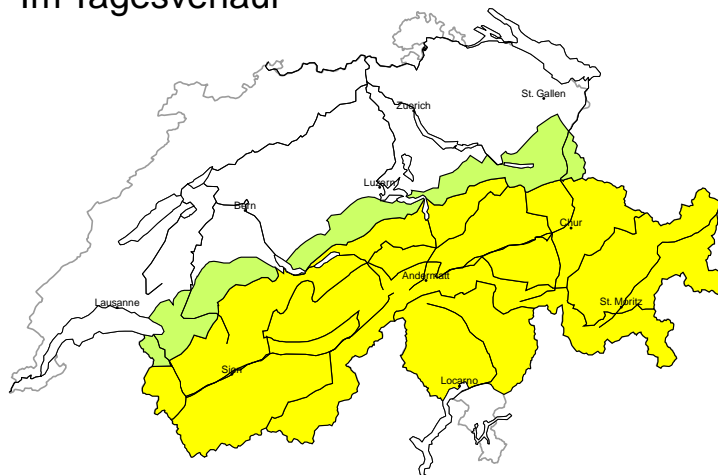 im Tagesverlauf
St. Gallen
Zuerich
Luzern
Bern
Chur
Andermatt
Lausanne
St. Moritz
Sion
Locarno